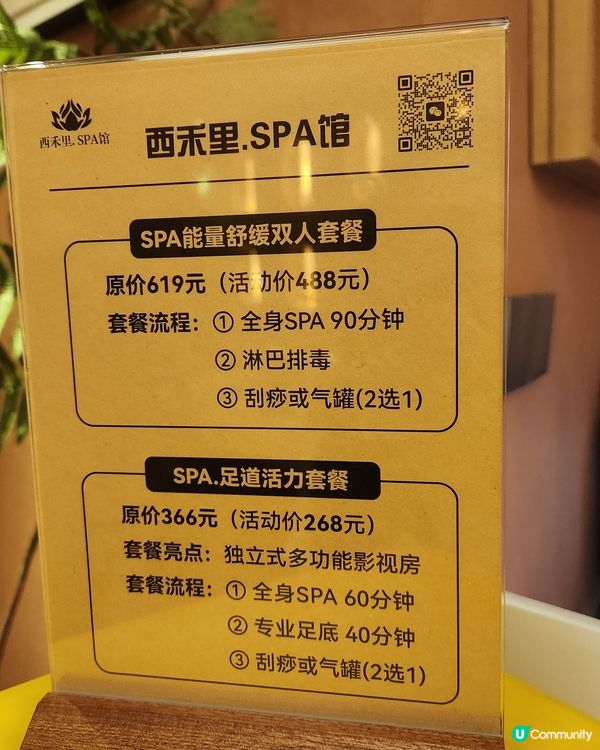 西禾里.SPA馆
西禾里.SPA馆
SPA能量舒缓双人套餐
原价619元（活动价488元）
套餐流程：① 全身SPA 90分钟
② 淋巴排毒
③ 刮痧或气罐(2选1)
SPA.足道活力套餐
原价366元（活动价268元）
套餐亮点：独立式多功能影视房
套餐流程：① 全身SPA 60分钟
② 专业足底 40分钟
③ 刮痧或气罐(2选1)
U Community